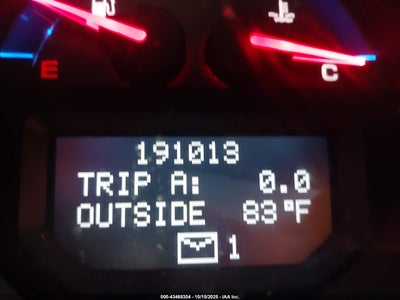 E
C
191013
TRIP A: 0.0
OUTSIDE 83°F
1
000-43468304 - 10/15/2025 - IAA Inc.